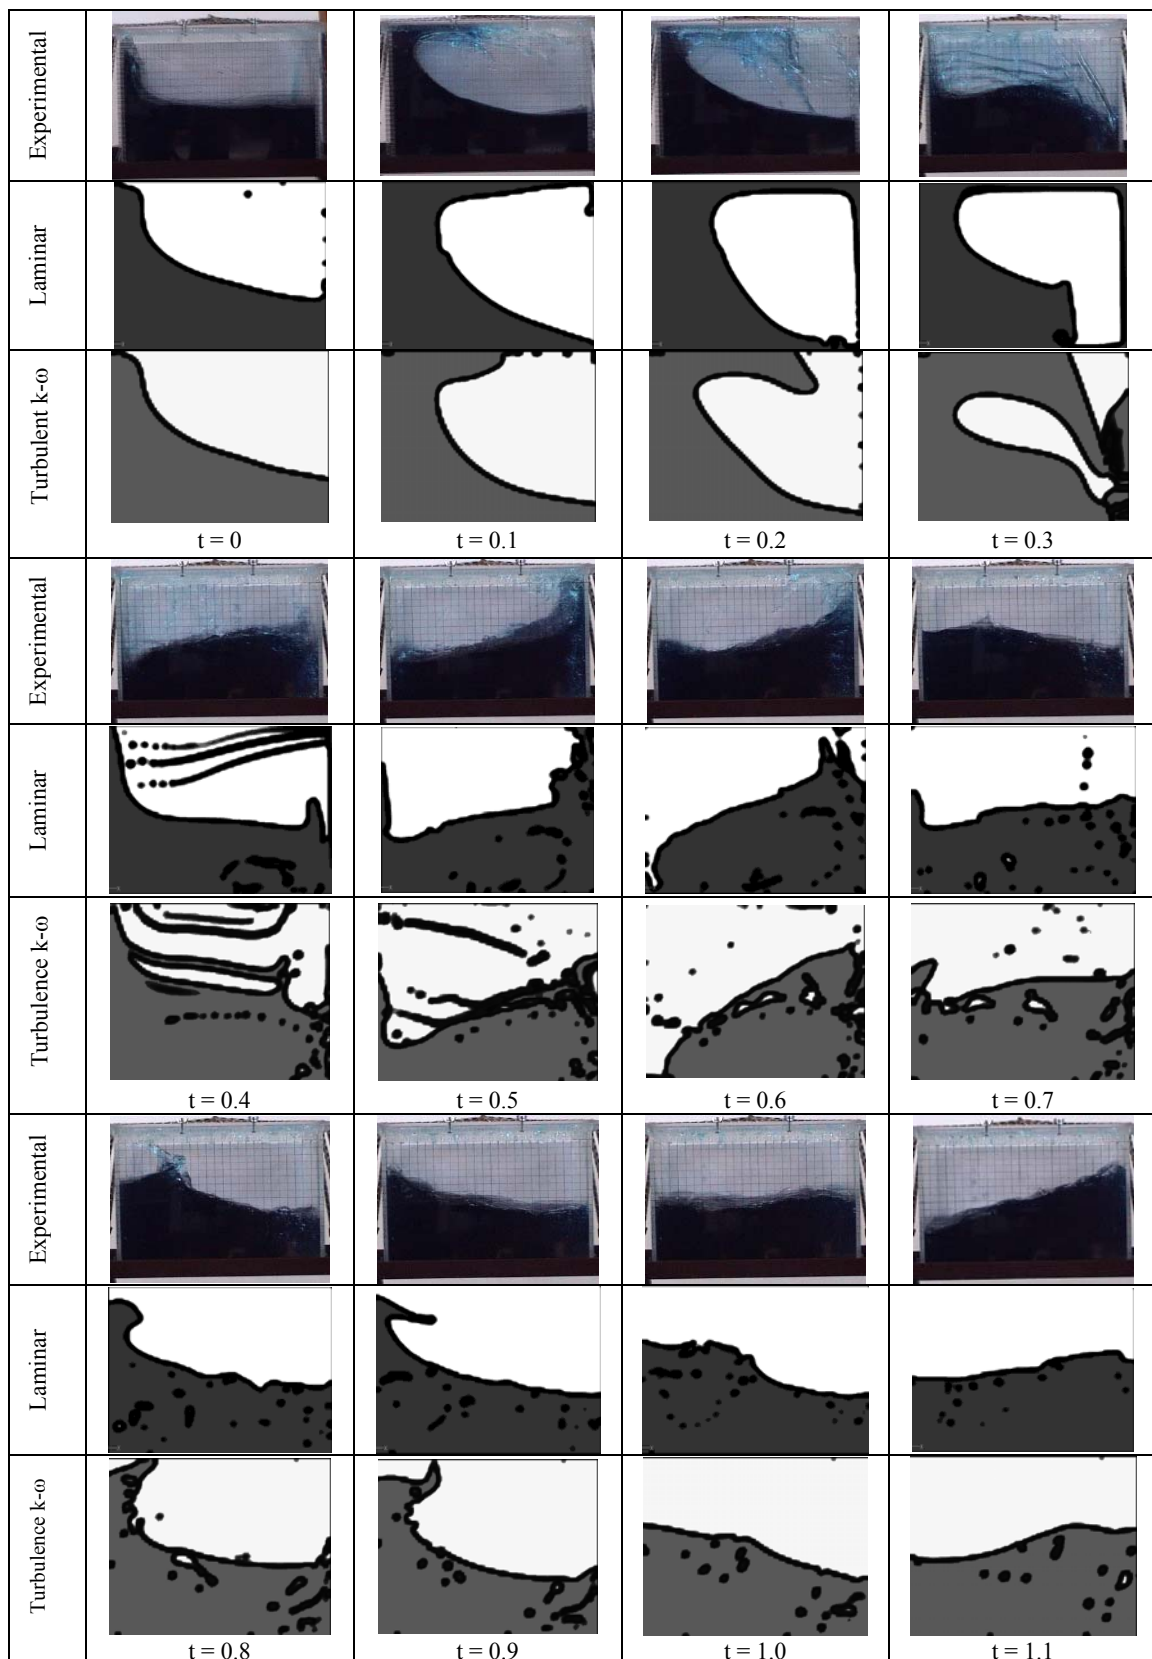 Experimental
Laminar
Turbulent k-ω
t = 0 t = 0.1 t = 0.2 t = 0.3
Experimental
Laminar
Turbulence k-ω
t = 0.4 t = 0.5 t = 0.6 t = 0.7
Experimental
Laminar
Turbulence k-ω
t = 0.8 t = 0.9 t = 1.0 t = 1.1